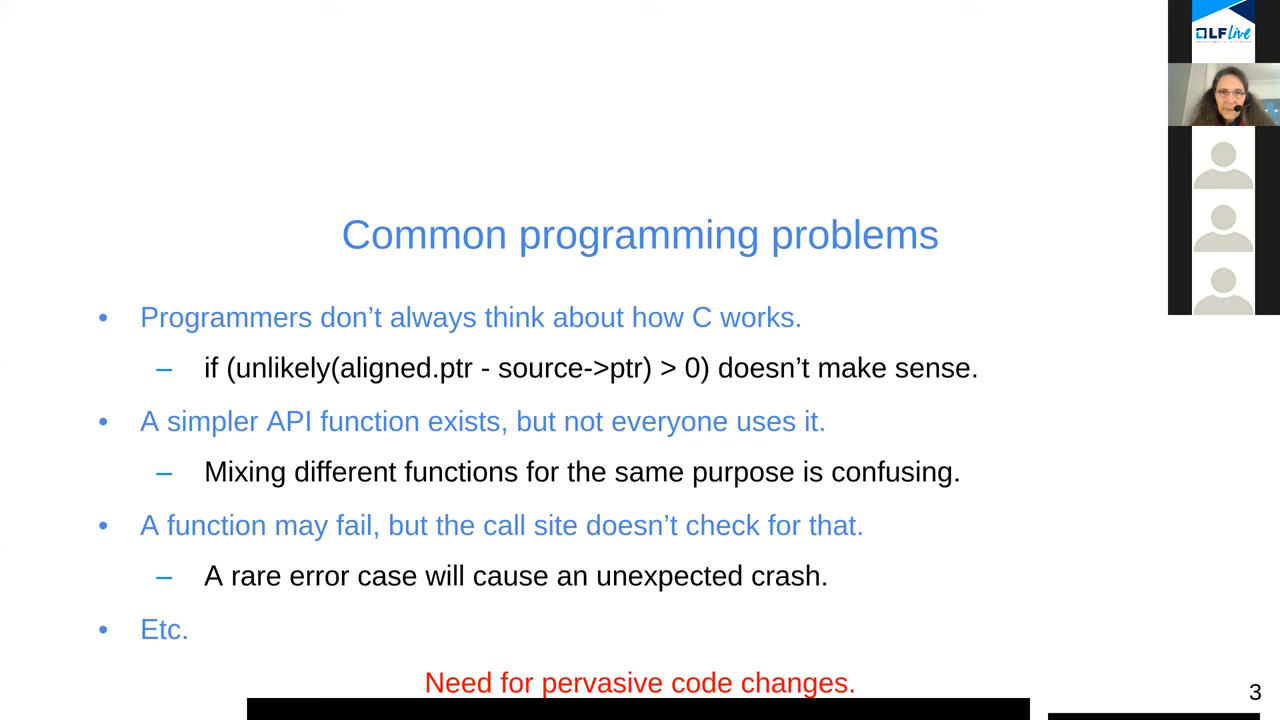 LF Live
Common programming problems
• Programmers don’t always think about how C works.
– if (unlikely(aligned.ptr - source->ptr) > 0) doesn’t make sense.
• A simpler API function exists, but not everyone uses it.
– Mixing different functions for the same purpose is confusing.
• A function may fail, but the call site doesn’t check for that.
– A rare error case will cause an unexpected crash.
• Etc.
Need for pervasive code changes.
3